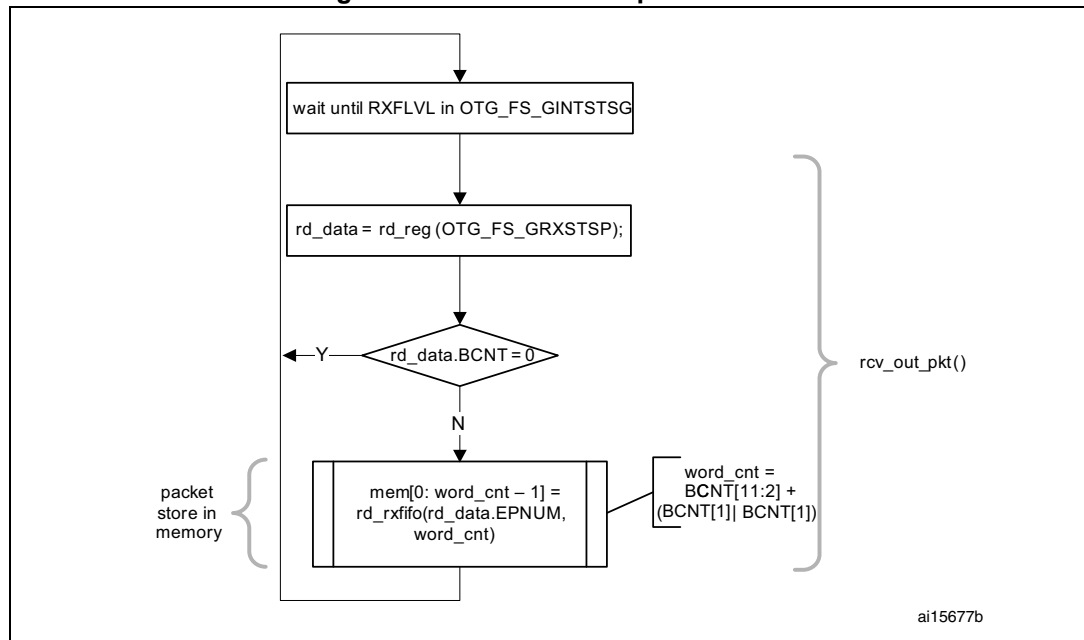 wait until RXFLVL in OTG_FS_GINTSTSG
rd_data = rd_reg (OTG_FS_GRXSTSP);
rd_data.BCNT = 0
Y
rcv_out_pkt()
N
packet
store in
memory
mem[0: word_cnt – 1] =
rd_rxfifo(rd_data.EPNUM,
word_cnt)
word_cnt =
BCNT[11:2] +
(BCNT[1]| BCNT[1])
ai15677b